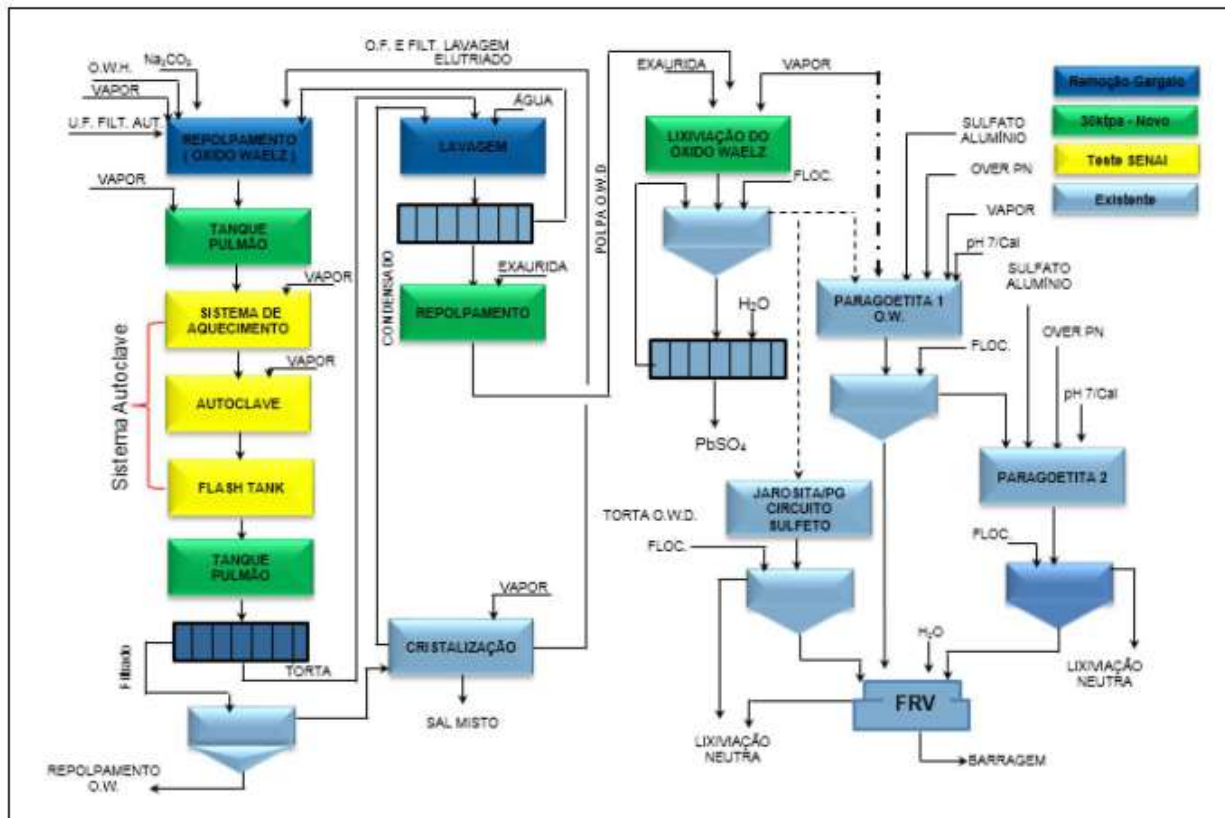 O.F. E FILT. LAVAGEM
ELUTRIADO
Na₂CO₃
O.W.H.
VAPOR
U.F. FILT. AUT.
REPOLPAMENTO
( OXIDO WAELZ )
VAPOR
TANQUE
PULMÃO
VAPOR
SISTEMA DE
AQUECIMENTO
VAPOR
AUTOCLAVE
FLASH TANK
Sistema Autoclave
TANQUE
PULMÃO
TORTA
Filtrado
REPOLPAMENTO
O.W.
ÁGUA
LAVAGEM
EXAURIDA
REPOLPAMENTO
CONDENSADO
POLPA O.W.D
VAPOR
CRISTALIZAÇÃO
SAL MISTO
EXAURIDA
VAPOR
LIXIVIAÇÃO DO
ÓXIDO WAELZ
FLOC.
H₂O
PbSO₄
SULFATO
ALUMÍNIO
OVER PN
VAPOR
pH 7/Cal
PARAGOETITA 1
O.W.
FLOC.
SULFATO
ALUMÍNIO
OVER PN
pH 7/Cal
PARAGOETITA 2
FLOC.
LIXIVIAÇÃO
NEUTRA
JAROSITA/PG
CIRCUITO
SULFETO
TORTA O.W.D.
FLOC.
LIXIVIAÇÃO
NEUTRA
H₂O
FRV
BARRAGEM
Remoção Gargalo
30ktpa - Novo
Teste SENAI
Existente